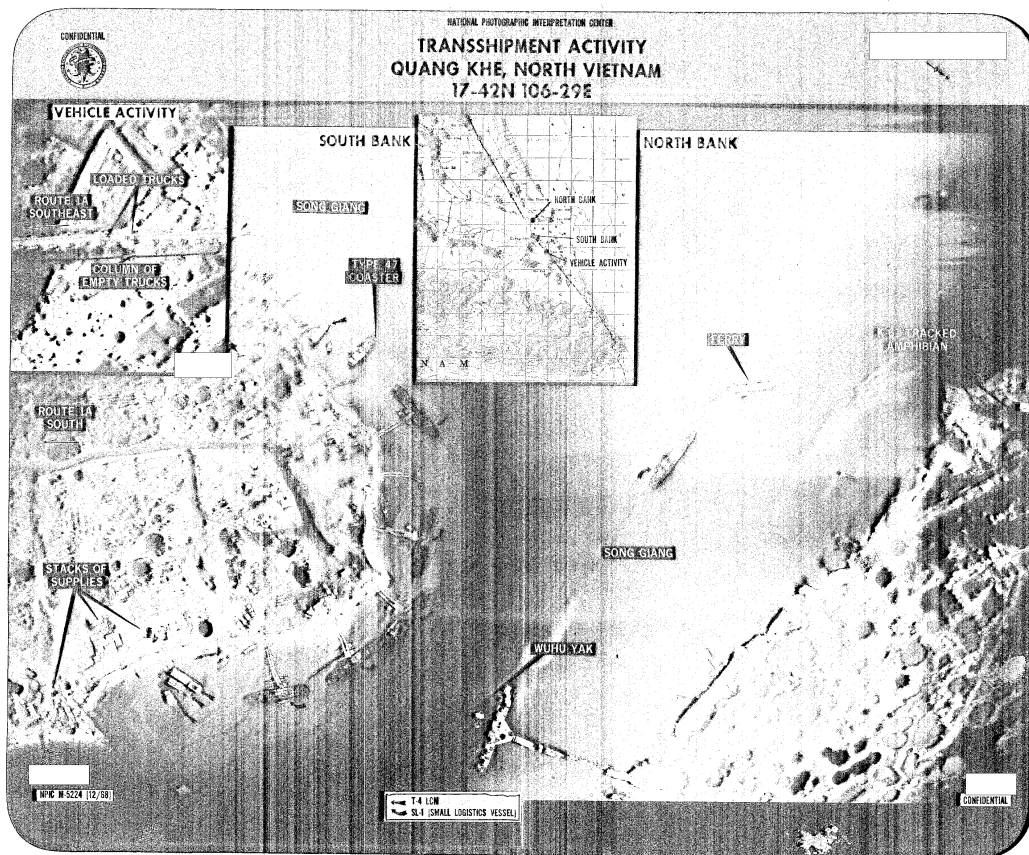 NATIONAL PHOTOGRAPHIC INTERPRETATION CENTER
CONFIDENTIAL
TRANSSHIPMENT ACTIVITY
QUANG KHE, NORTH VIETNAM
17-42N 106-29E
VEHICLE ACTIVITY
LOADED TRUCKS
ROUTE 1A
SOUTHEAST
COLUMN OF
EMPTY TRUCKS
SOUTH BANK
SONG GIANG
TYPE 47
COASTER
NORTH BANK
SOUTH BANK
VEHICLE ACTIVITY
N A M
NORTH BANK
FERRY
TRACKED
AMPHIBIAN
ROUTE 1A
SOUTH
STACKS OF
SUPPLIES
SONG GIANG
WUHU YAK
NPIC M-5224 (12/68)
T-4 LCM
SL-1 (SMALL LOGISTICS VESSEL)
CONFIDENTIAL